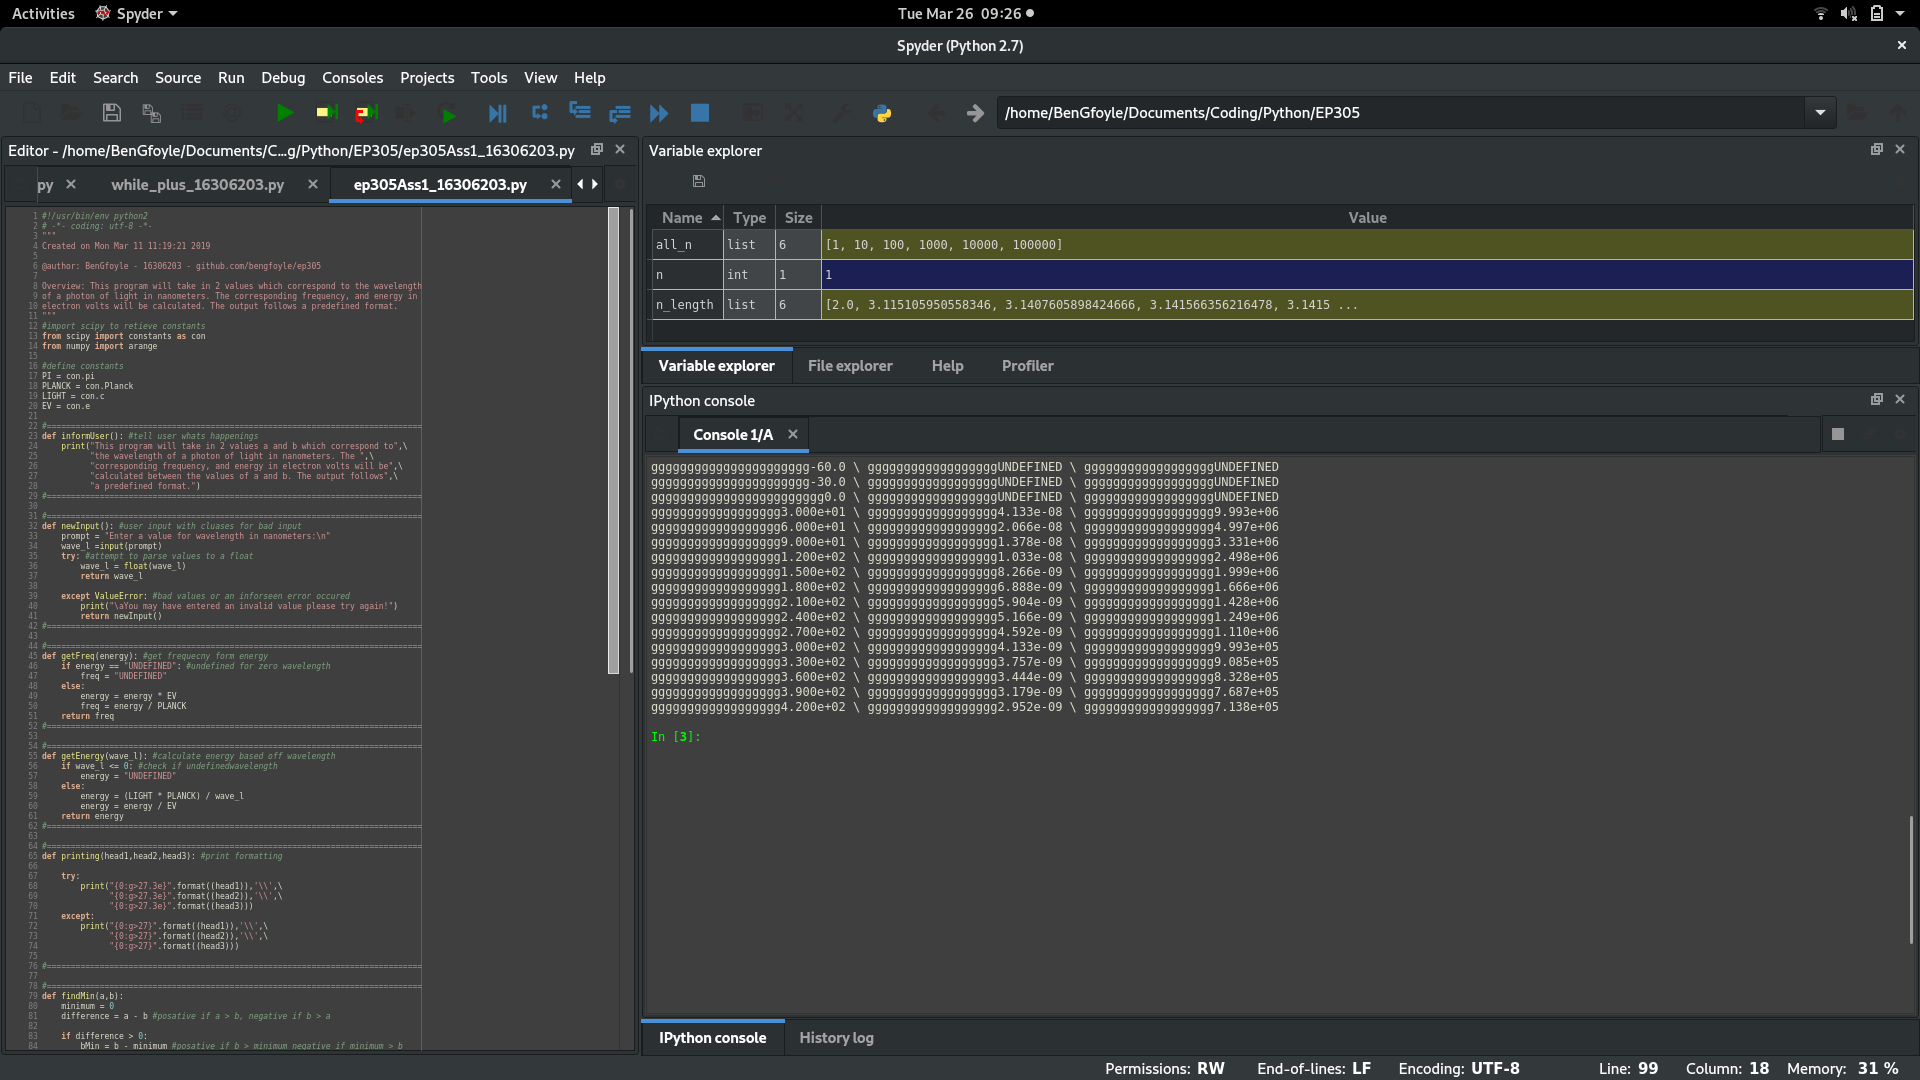 Activities Spyder Tue Mar 26 09:26
Spyder (Python 2.7)
File Edit Search Source Run Debug Consoles Projects Tools View Help
/home/BenGfoyle/Documents/Coding/Python/EP305
Editor - /home/BenGfoyle/Documents/C...g/Python/EP305/ep305Ass1_16306203.py
py while_plus_16306203.py ep305Ass1_16306203.py
1 #!/usr/bin/env python2
2 # -*- coding: utf-8 -*-
3 """
4 Created on Mon Mar 11 11:19:21 2019
5
6 @author: BenGfoyle - 16306203 - github.com/bengfoyle/ep305
7
8 Overview: This program will take in 2 values which correspond to the wavelength
9 of a photon of light in nanometers. The corresponding frequency, and energy in
10 electron volts will be calculated. The output follows a predefined format.
11 """
12 #import scipy to retieve constants
13 from scipy import constants as con
14 from numpy import arange
15
16 #define constants
17 PI = con.pi
18 PLANCK = con.Planck
19 LIGHT = con.c
20 EV = con.e
21
22 #==============================================================================
23 def informUser(): #tell user whats happenings
24     print("This program will take in 2 values a and b which correspond to",\
25           "the wavelength of a photon of light in nanometers. The ",\
26           "corresponding frequency, and energy in electron volts will be",\
27           "calculated between the values of a and b. The output follows",\
28           "a predefined format.")
29 #==============================================================================
30
31 #==============================================================================
32 def newInput(): #user input with cluases for bad input
33     prompt = "Enter a value for wavelength in nanometers:\n"
34     wave_l =input(prompt)
35     try: #attempt to parse values to a float
36         wave_l = float(wave_l)
37         return wave_l
38
39     except ValueError: #bad values or an inforseen error occured
40         print("\aYou may have entered an invalid value please try again!")
41         return newInput()
42 #==============================================================================
43
44 #==============================================================================
45 def getFreq(energy): #get frequecny form energy
46     if energy == "UNDEFINED": #undefined for zero wavelength
47         freq = "UNDEFINED"
48     else:
49         energy = energy * EV
50         freq = energy / PLANCK
51     return freq
52 #==============================================================================
53
54 #==============================================================================
55 def getEnergy(wave_l): #calculate energy based off wavelength
56     if wave_l <= 0: #check if undefinedwavelength
57         energy = "UNDEFINED"
58     else:
59         energy = (LIGHT * PLANCK) / wave_l
60         energy = energy / EV
61     return energy
62 #==============================================================================
63
64 #==============================================================================
65 def printing(head1,head2,head3): #print formatting
66
67     try:
68         print("{0:g>27.3e}".format((head1)),'\\',\
69               "{0:g>27.3e}".format((head2)),'\\',\
70               "{0:g>27.3e}".format((head3)))
71     except:
72         print("{0:g>27}".format((head1)),'\\',\
73               "{0:g>27}".format((head2)),'\\',\
74               "{0:g>27}".format((head3)))
75
76 #==============================================================================
77
78 #==============================================================================
79 def findMin(a,b):
80     minimum = 0
81     difference = a - b #posative if a > b, negative if b > a
82
83     if difference > 0:
84         bMin = b - minimum #posative if b > minimum negative if minimum > b
Variable explorer
Name Type Size Value
all_n list 6 [1, 10, 100, 1000, 10000, 100000]
n int 1 1
n_length list 6 [2.0, 3.115105950558346, 3.1407605898424666, 3.141566356216478, 3.1415 ...
Variable explorer File explorer Help Profiler
IPython console
Console 1/A
gggggggggggggggggggggg-60.0 \ ggggggggggggggggggUNDEFINED \ ggggggggggggggggggUNDEFINED
gggggggggggggggggggggg-30.0 \ ggggggggggggggggggUNDEFINED \ ggggggggggggggggggUNDEFINED
gggggggggggggggggggggggg0.0 \ ggggggggggggggggggUNDEFINED \ ggggggggggggggggggUNDEFINED
gggggggggggggggggg3.000e+01 \ gggggggggggggggggg4.133e-08 \ gggggggggggggggggg9.993e+06
gggggggggggggggggg6.000e+01 \ gggggggggggggggggg2.066e-08 \ gggggggggggggggggg4.997e+06
gggggggggggggggggg9.000e+01 \ gggggggggggggggggg1.378e-08 \ gggggggggggggggggg3.331e+06
gggggggggggggggggg1.200e+02 \ gggggggggggggggggg1.033e-08 \ gggggggggggggggggg2.498e+06
gggggggggggggggggg1.500e+02 \ gggggggggggggggggg8.266e-09 \ gggggggggggggggggg1.999e+06
gggggggggggggggggg1.800e+02 \ gggggggggggggggggg6.888e-09 \ gggggggggggggggggg1.666e+06
gggggggggggggggggg2.100e+02 \ gggggggggggggggggg5.904e-09 \ gggggggggggggggggg1.428e+06
gggggggggggggggggg2.400e+02 \ gggggggggggggggggg5.166e-09 \ gggggggggggggggggg1.249e+06
gggggggggggggggggg2.700e+02 \ gggggggggggggggggg4.592e-09 \ gggggggggggggggggg1.110e+06
gggggggggggggggggg3.000e+02 \ gggggggggggggggggg4.133e-09 \ gggggggggggggggggg9.993e+05
gggggggggggggggggg3.300e+02 \ gggggggggggggggggg3.757e-09 \ gggggggggggggggggg9.085e+05
gggggggggggggggggg3.600e+02 \ gggggggggggggggggg3.444e-09 \ gggggggggggggggggg8.328e+05
gggggggggggggggggg3.900e+02 \ gggggggggggggggggg3.179e-09 \ gggggggggggggggggg7.687e+05
gggggggggggggggggg4.200e+02 \ gggggggggggggggggg2.952e-09 \ gggggggggggggggggg7.138e+05
In [3]:
IPython console History log
Permissions: RW End-of-lines: LF Encoding: UTF-8 Line: 99 Column: 18 Memory: 31 %